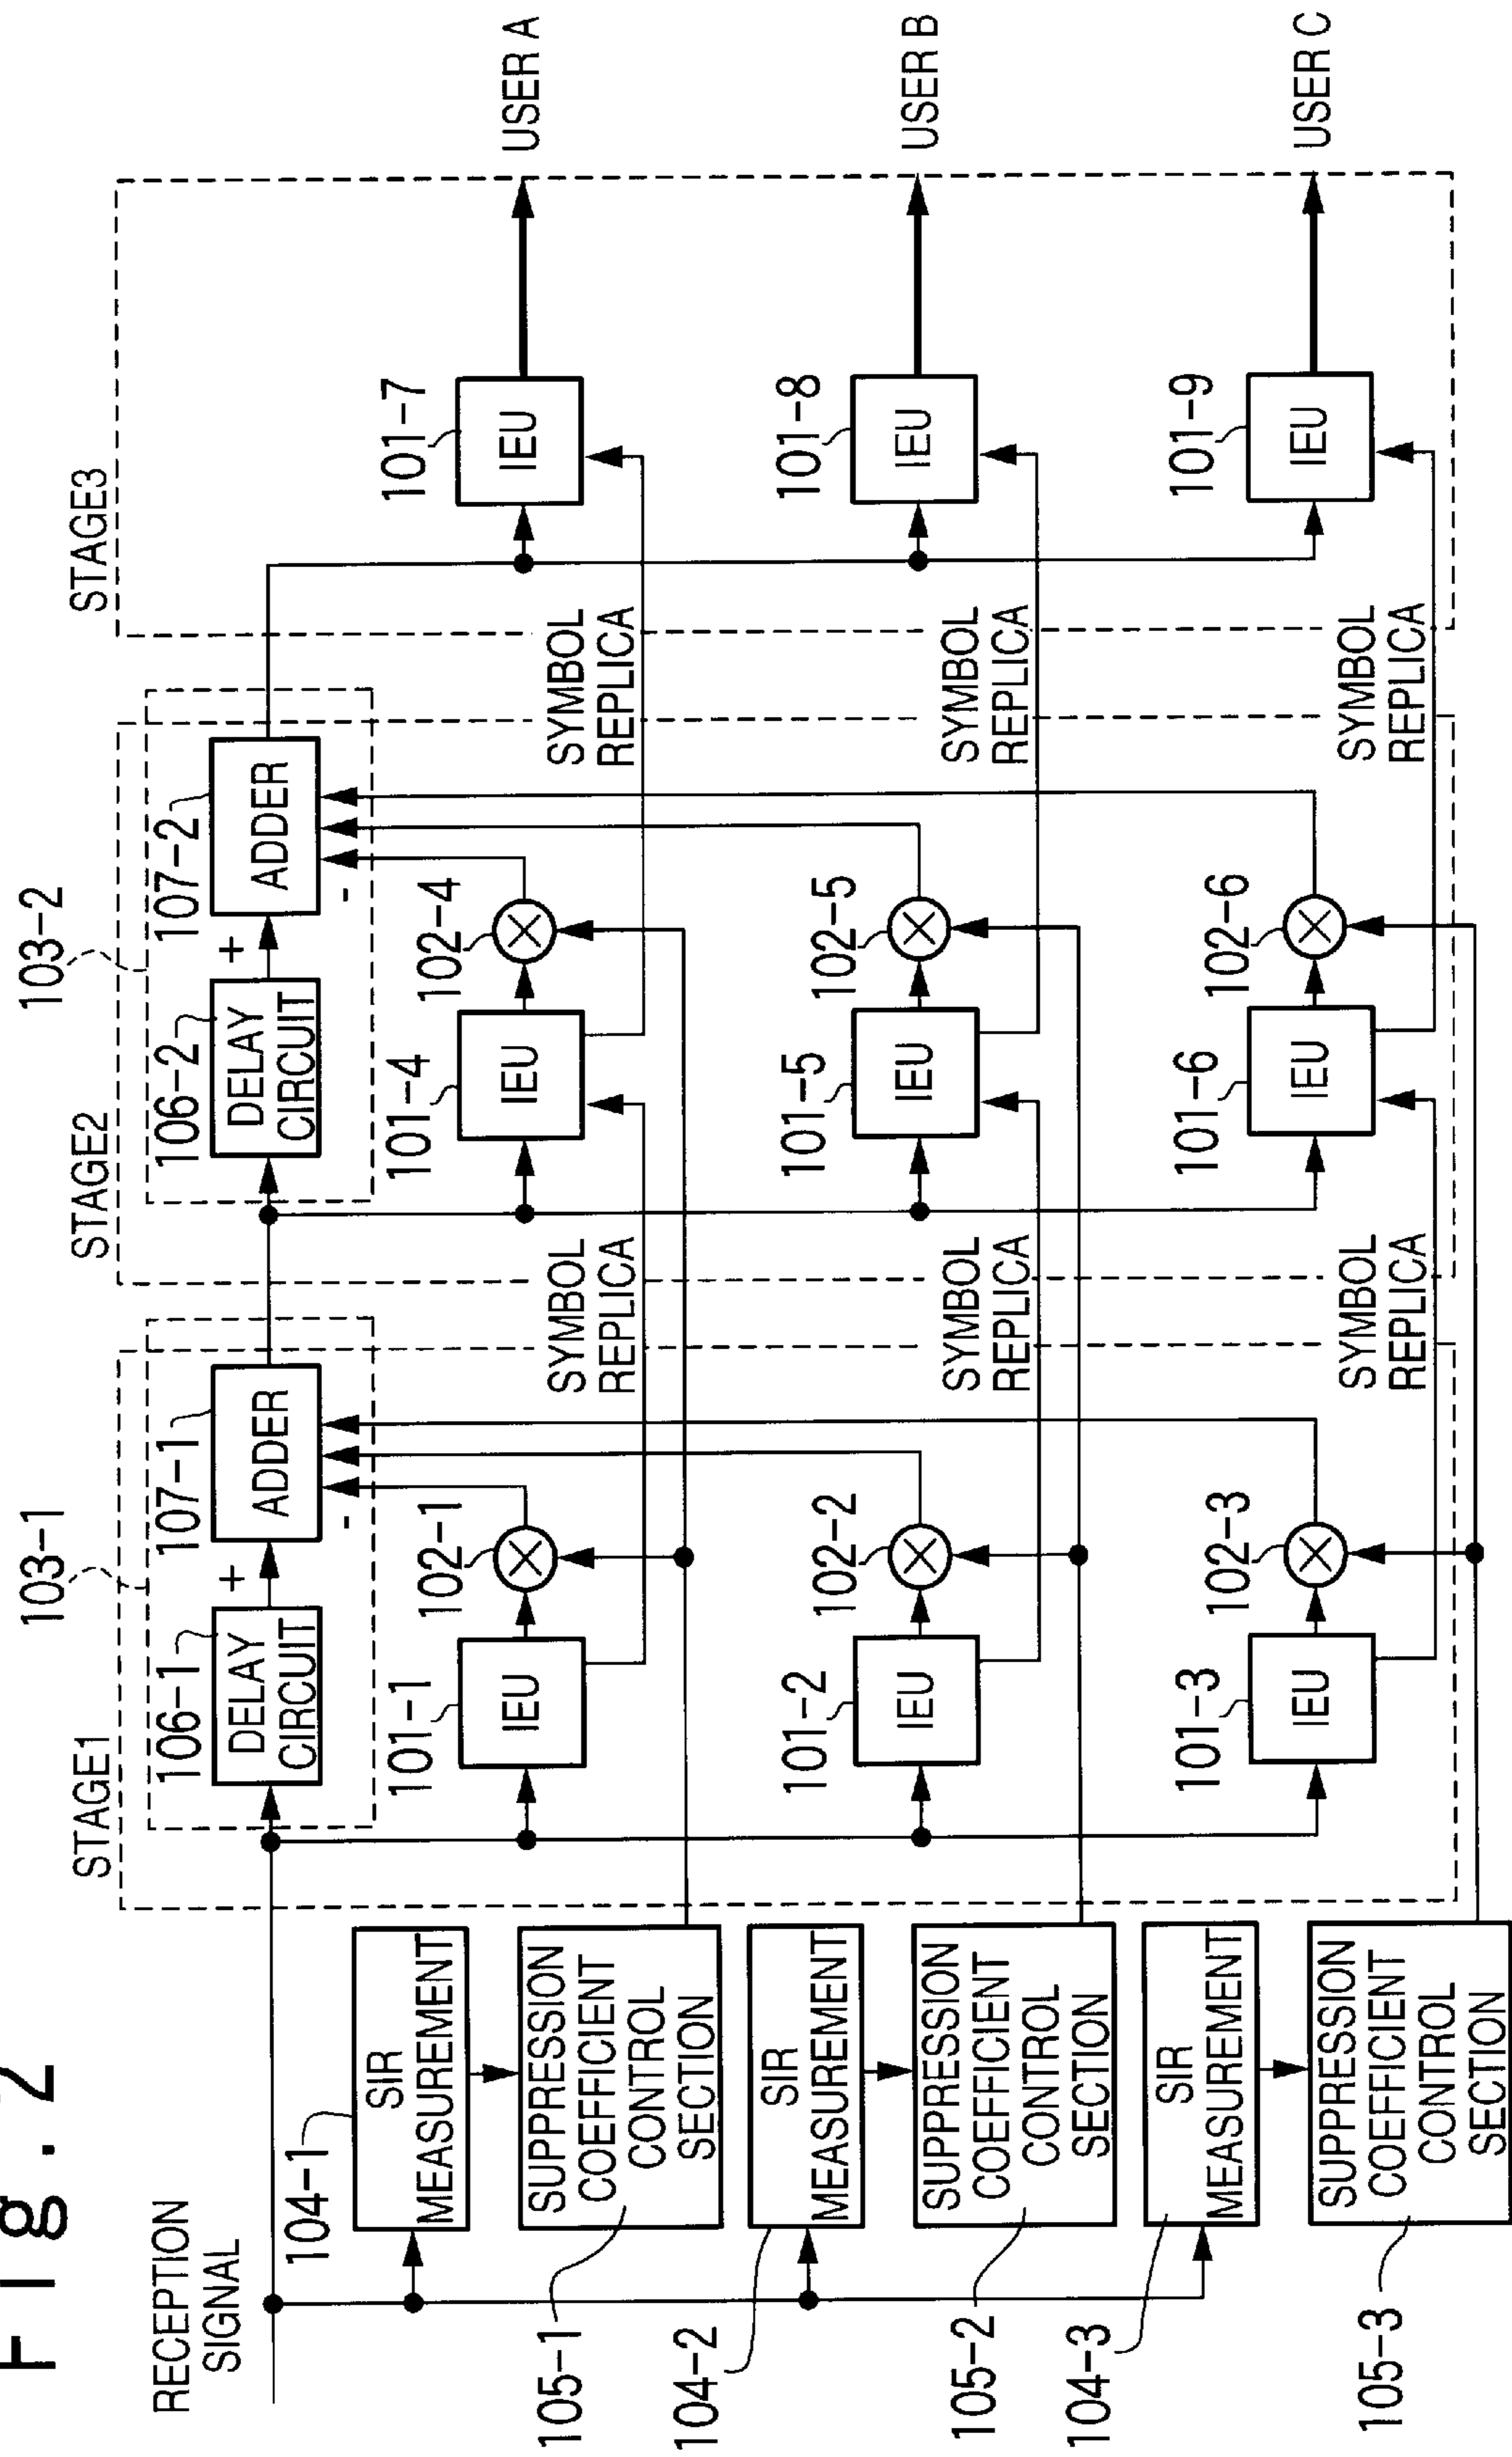 Fig. 2
RECEPTION
SIGNAL
104-1
SIR
MEASUREMENT
105-1
SUPPRESSION
COEFFICIENT
CONTROL
SECTION
104-2
SIR
MEASUREMENT
105-2
SUPPRESSION
COEFFICIENT
CONTROL
SECTION
104-3
SIR
MEASUREMENT
105-3
SUPPRESSION
COEFFICIENT
CONTROL
SECTION
STAGE1
103-1
106-1
DELAY
CIRCUIT
+
107-1
ADDER
-
101-1
IEU
102-1
SYMBOL
REPLICA
101-2
IEU
102-2
SYMBOL
REPLICA
101-3
IEU
102-3
SYMBOL
REPLICA
STAGE2
103-2
106-2
DELAY
CIRCUIT
+
107-2
ADDER
-
101-4
IEU
102-4
SYMBOL
REPLICA
101-5
IEU
102-5
SYMBOL
REPLICA
101-6
IEU
102-6
SYMBOL
REPLICA
STAGE3
101-7
IEU
USER A
101-8
IEU
USER B
101-9
IEU
USER C